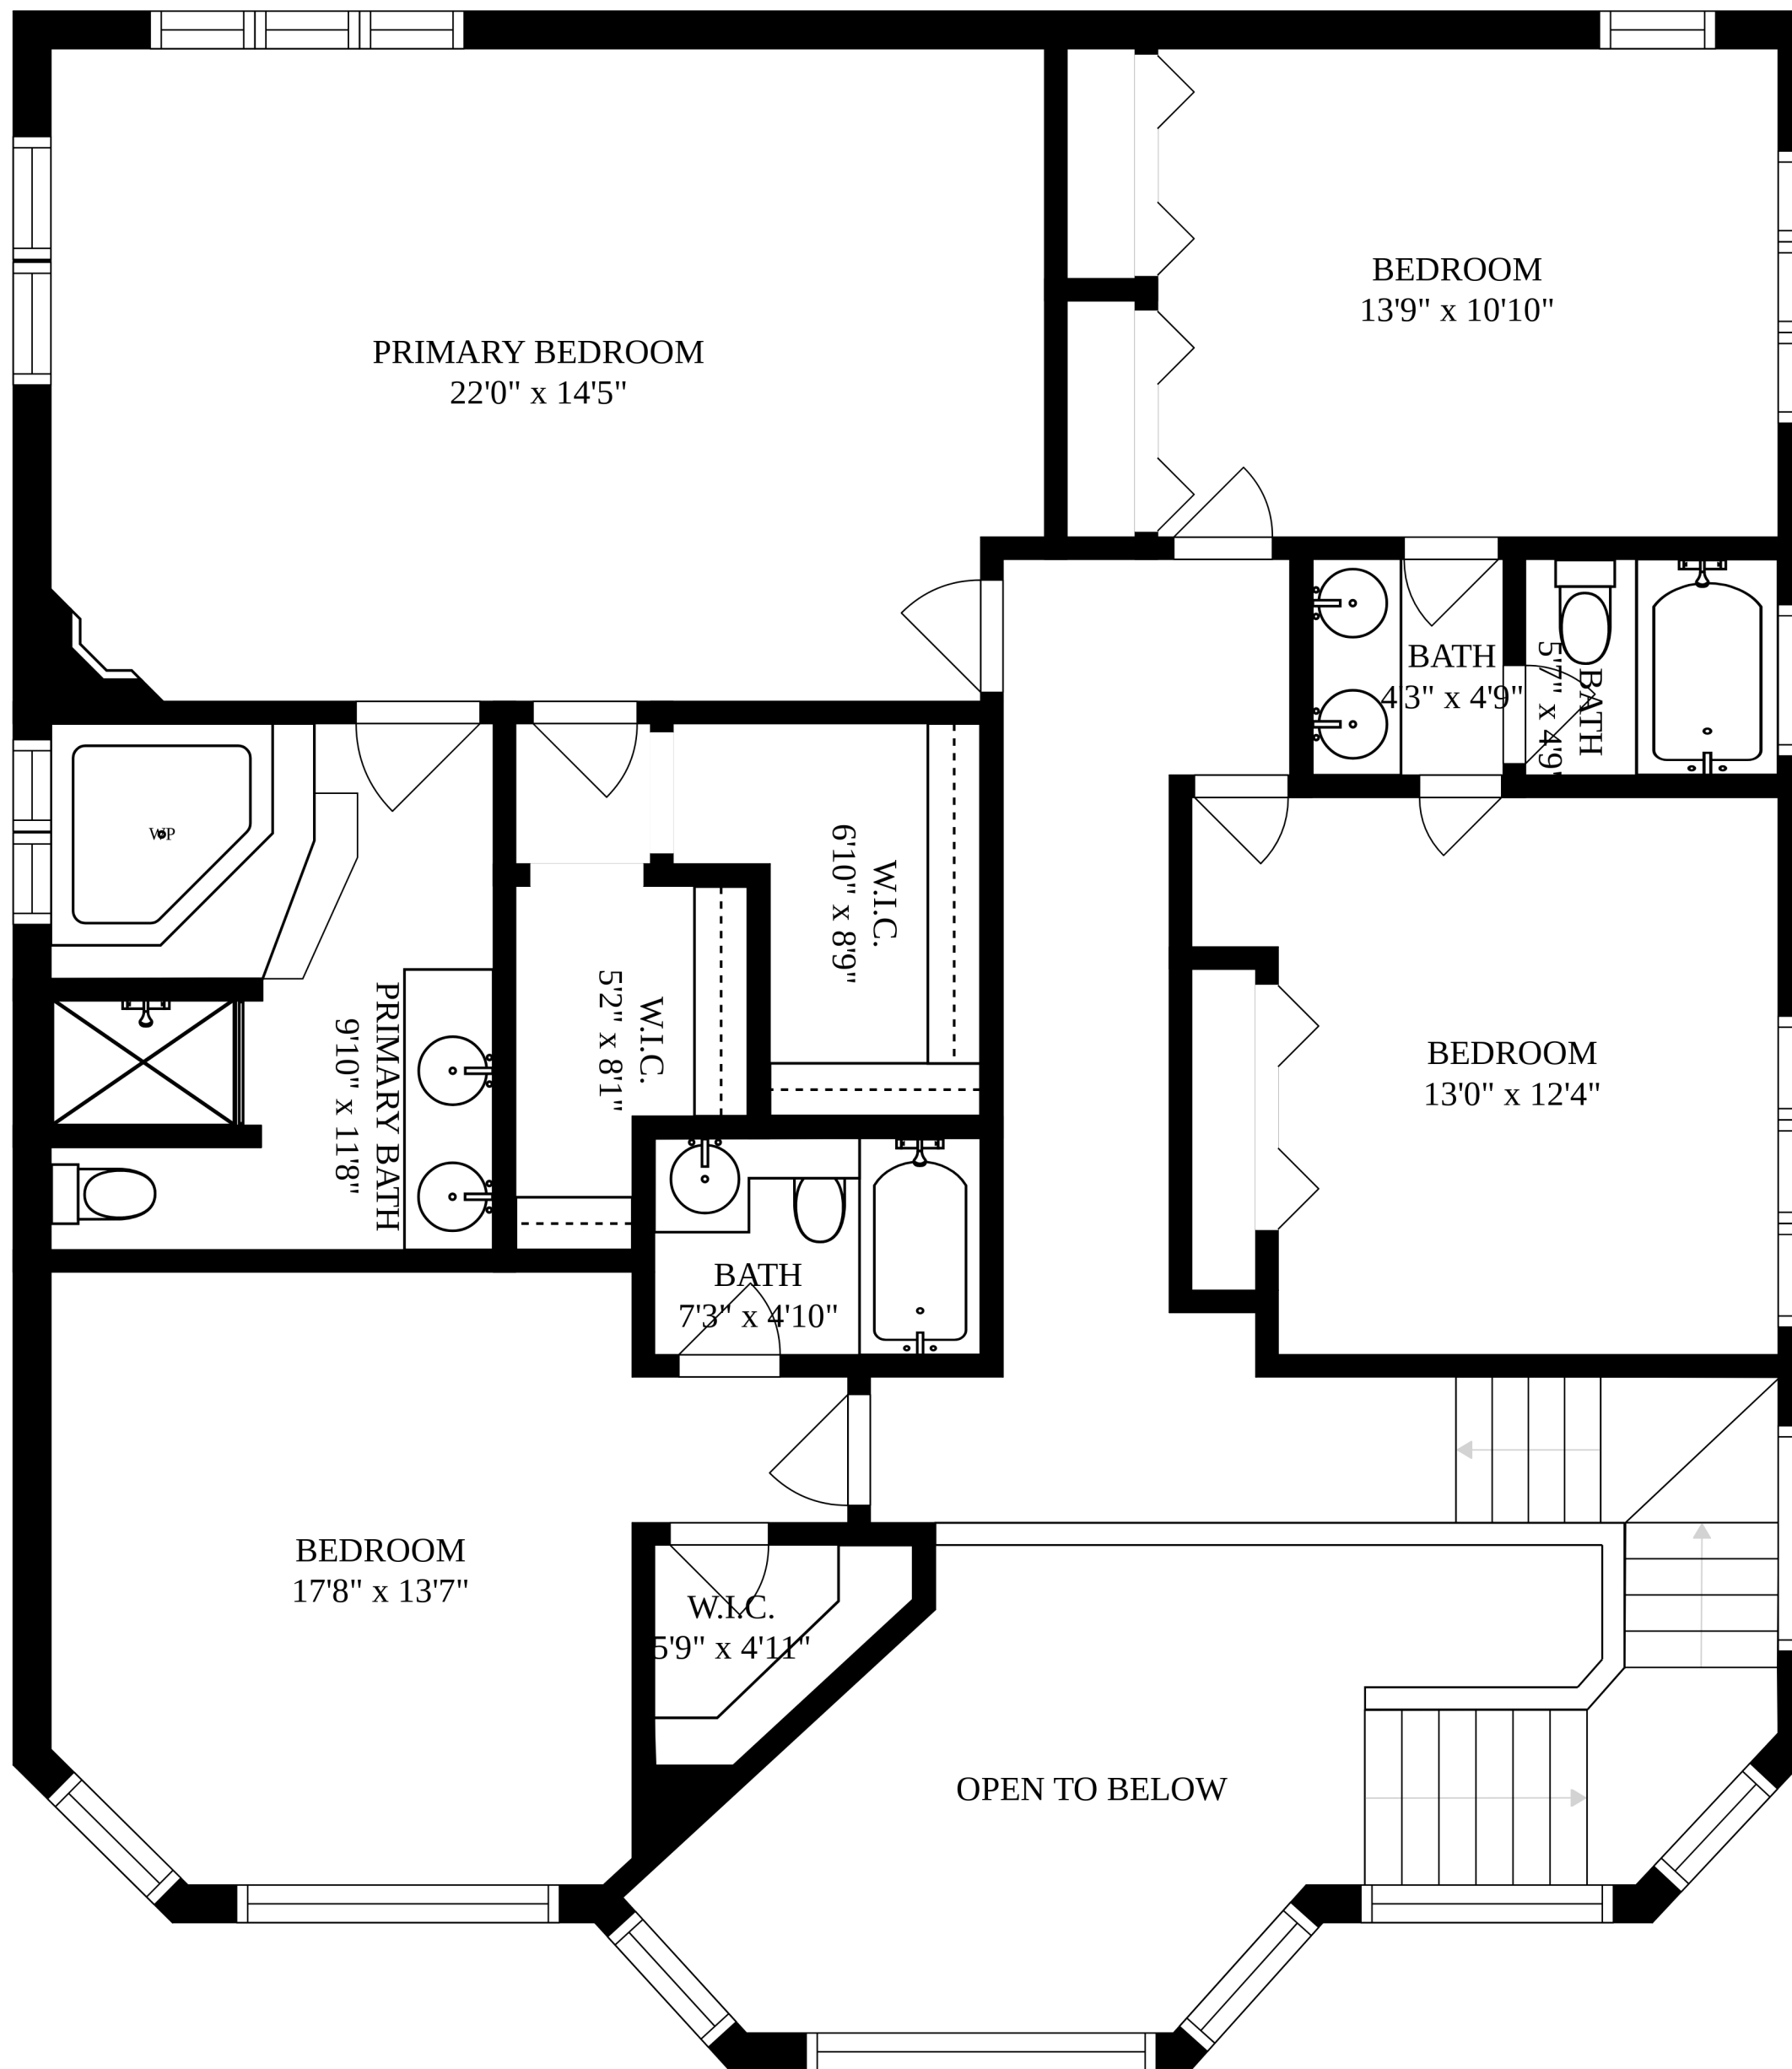 PRIMARY BEDROOM
22'0" x 14'5"
BEDROOM
13'9" x 10'10"
BATH
4'3" x 4'9"
BATH
5'7" x 4'9"
WP
W.I.C.
6'10" x 8'9"
W.I.C.
5'2" x 8'1"
PRIMARY BATH
9'10" x 11'8"
BEDROOM
13'0" x 12'4"
BATH
7'3" x 4'10"
BEDROOM
17'8" x 13'7"
W.I.C.
5'9" x 4'11"
OPEN TO BELOW